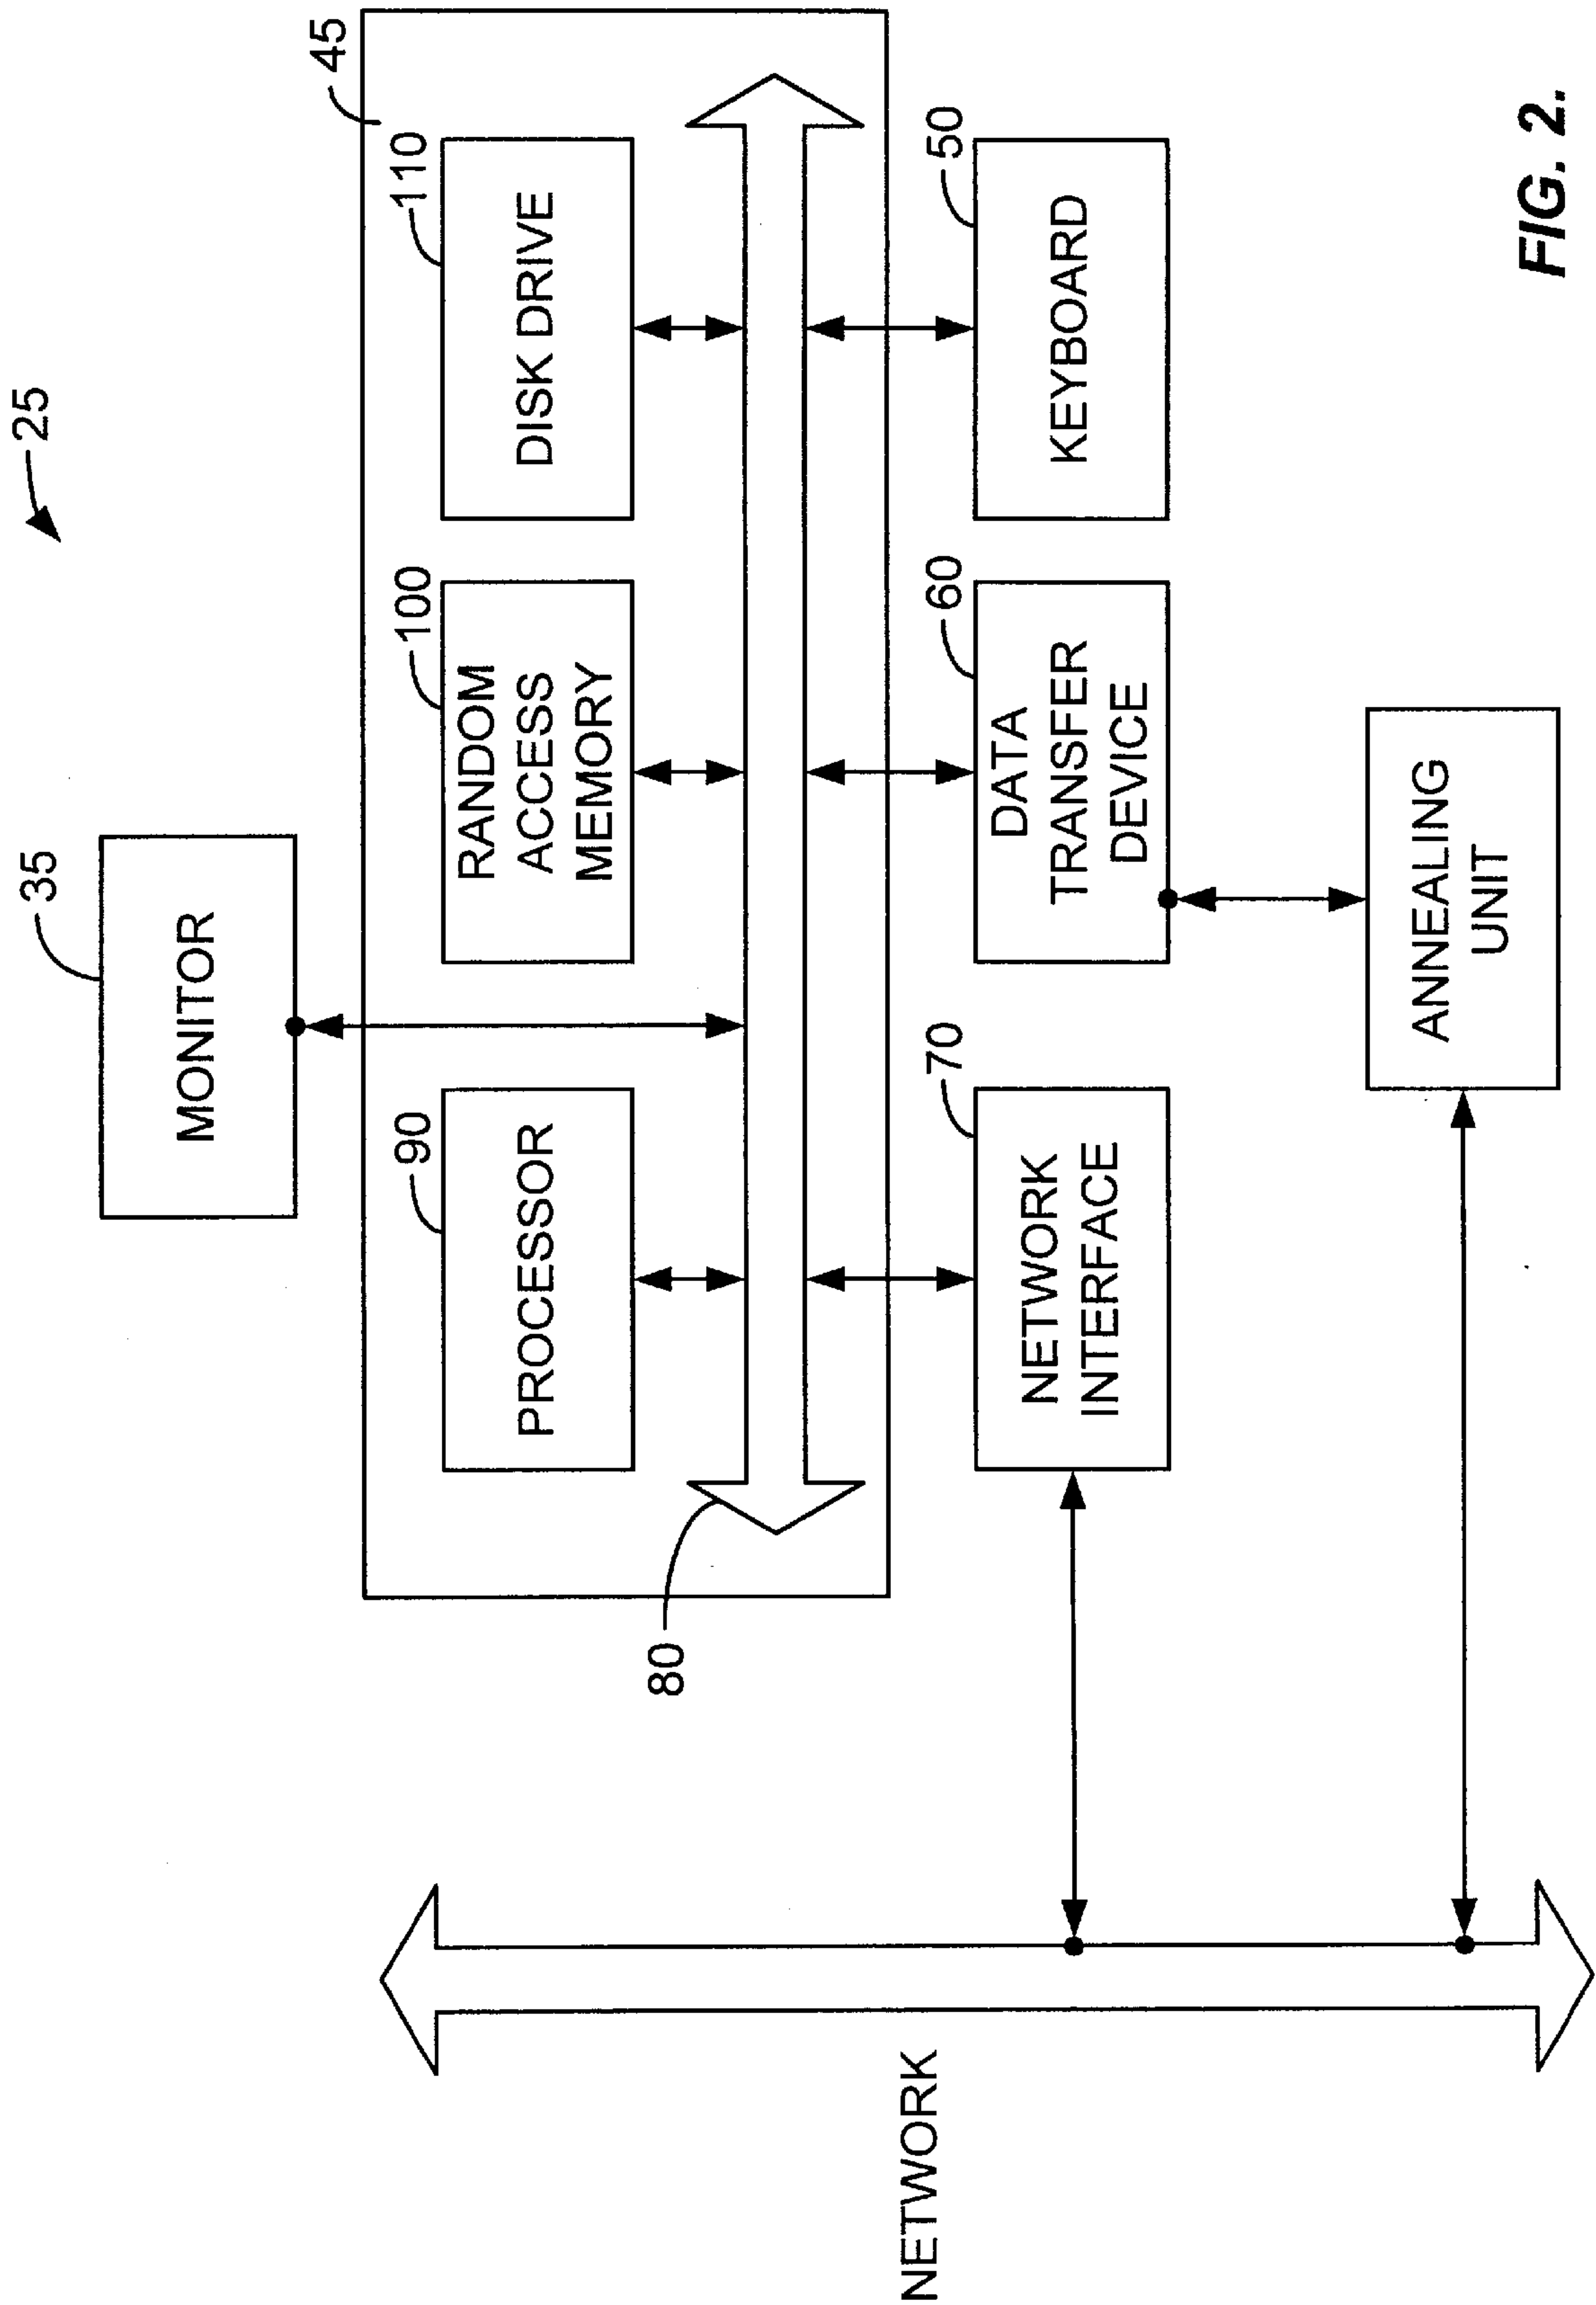 25
MONITOR
35
45
PROCESSOR
90
RANDOM
ACCESS
MEMORY
100
DISK DRIVE
110
80
NETWORK
INTERFACE
70
DATA
TRANSFER
DEVICE
60
KEYBOARD
50
NETWORK
ANNEALING
UNIT
FIG. 2.